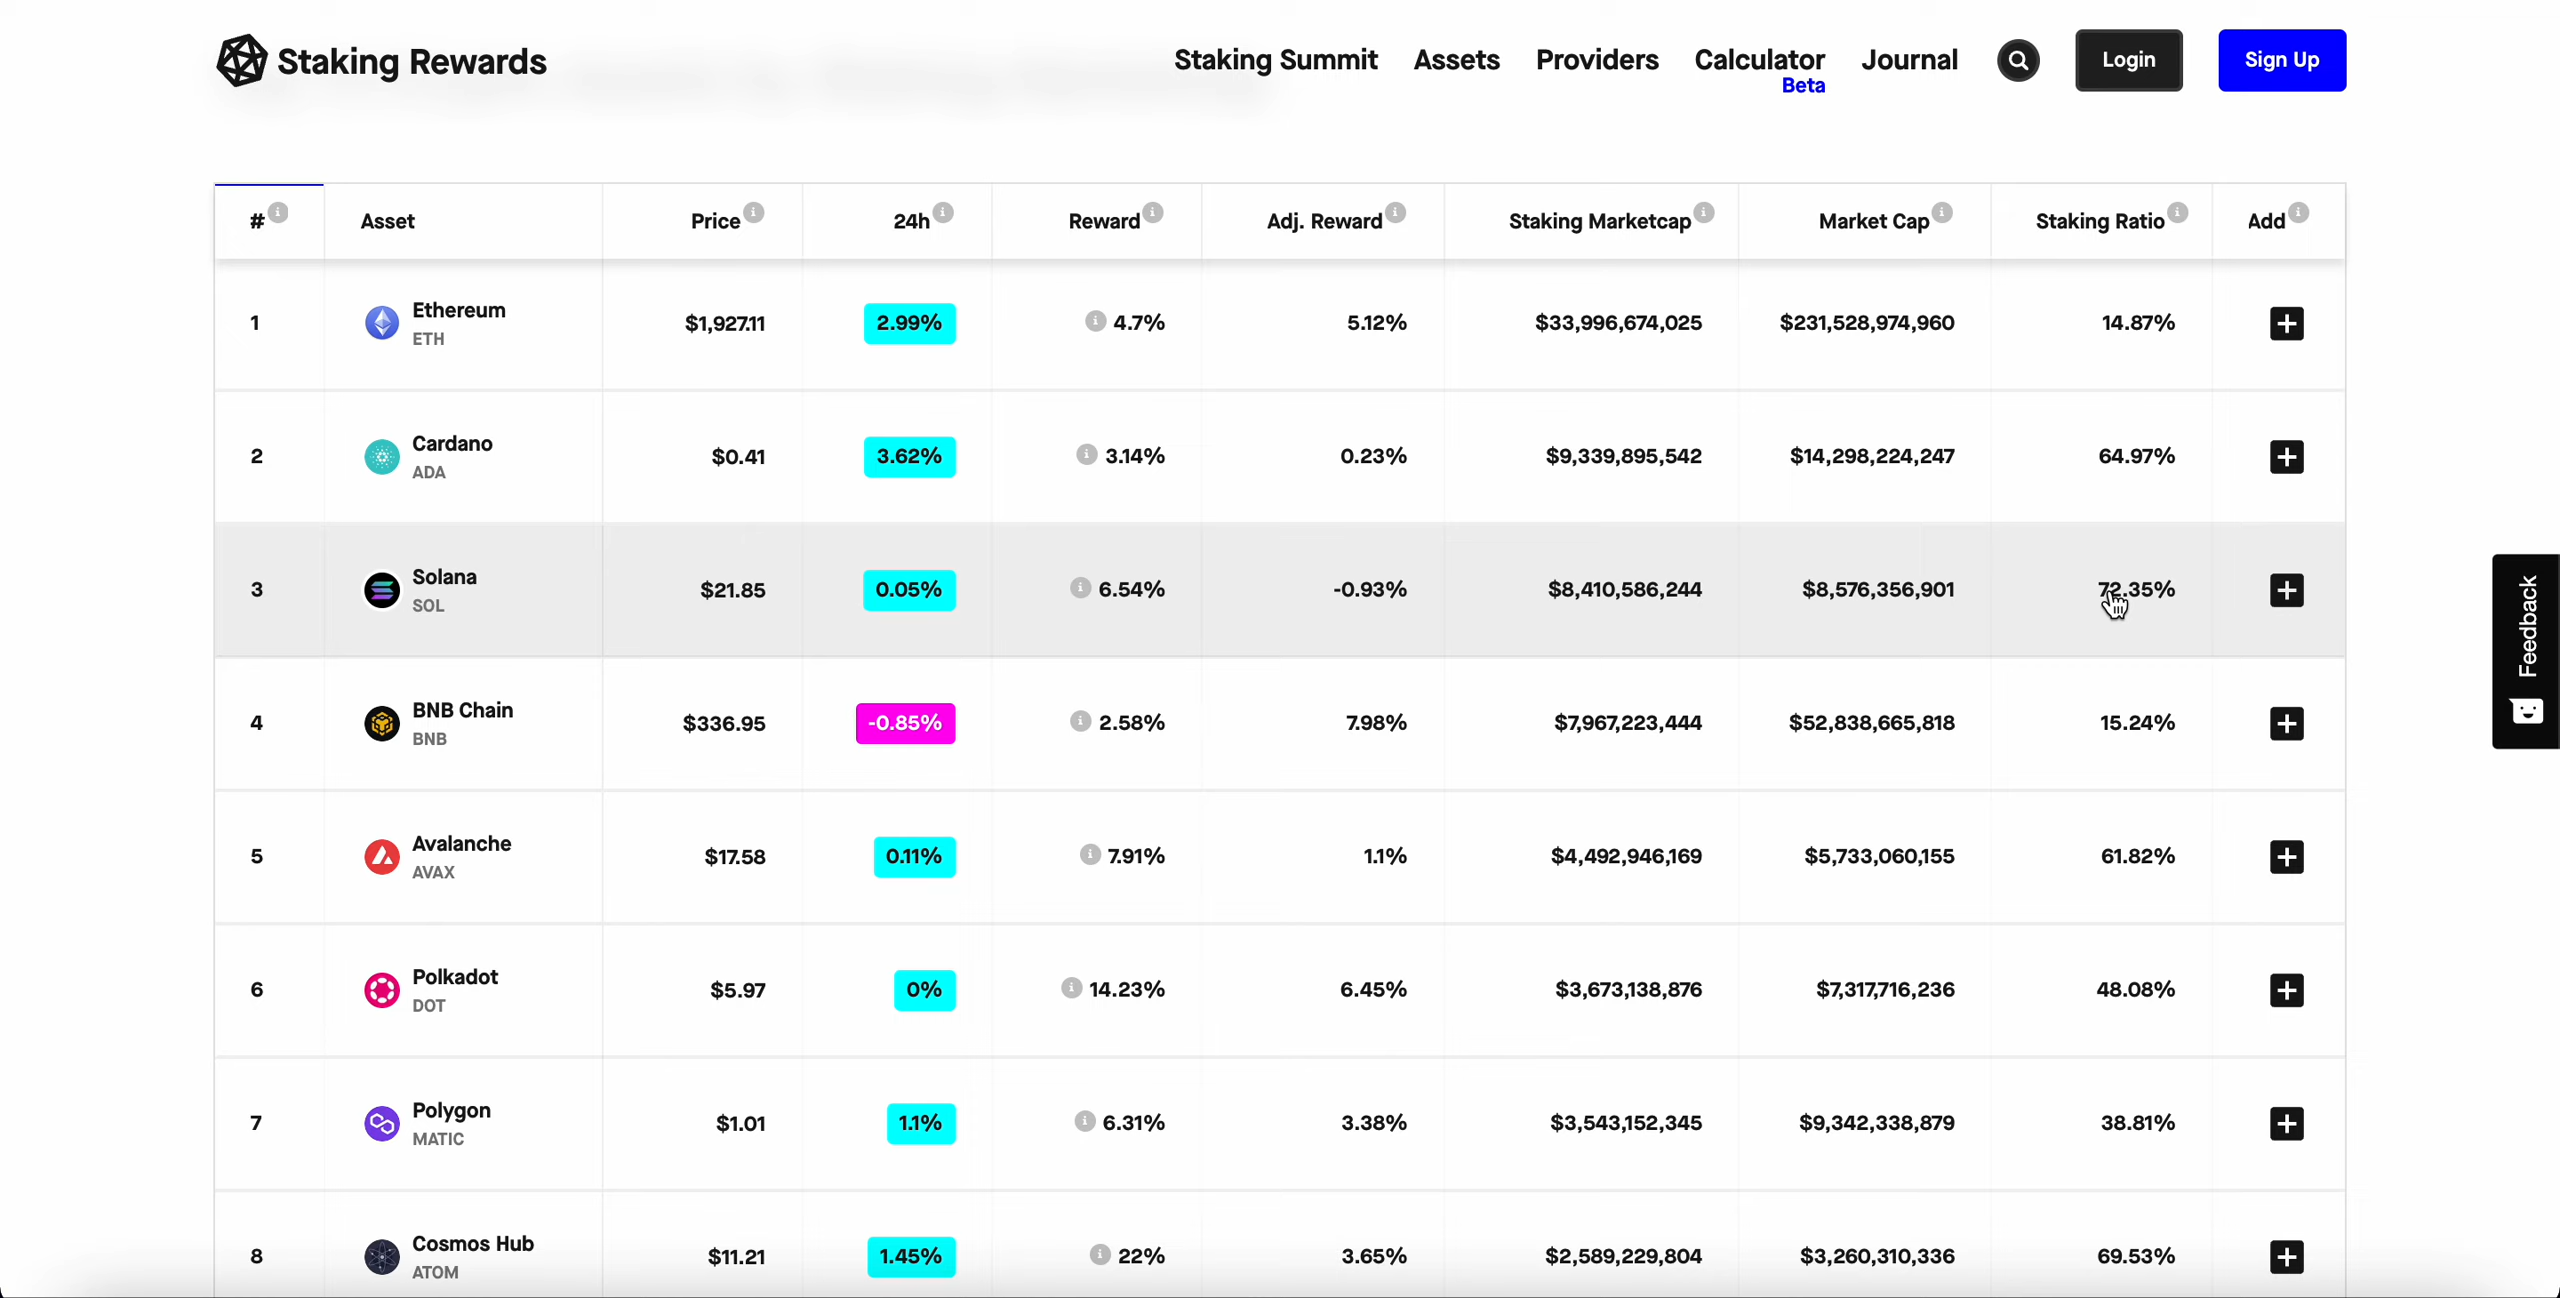 Staking Rewards
Staking Summit Assets Providers Calculator Journal Login Sign Up
Beta
# Asset Price 24h Reward Adj. Reward Staking Marketcap Market Cap Staking Ratio Add
1 Ethereum ETH $1,927.11 2.99% 4.7% 5.12% $33,996,674,025 $231,528,974,960 14.87%
2 Cardano ADA $0.41 3.62% 3.14% 0.23% $9,339,895,542 $14,298,224,247 64.97%
3 Solana SOL $21.85 0.05% 6.54% -0.93% $8,410,586,244 $8,576,356,901 72.35%
4 BNB Chain BNB $336.95 -0.85% 2.58% 7.98% $7,967,223,444 $52,838,665,818 15.24%
5 Avalanche AVAX $17.58 0.11% 7.91% 1.1% $4,492,946,169 $5,733,060,155 61.82%
6 Polkadot DOT $5.97 0% 14.23% 6.45% $3,673,138,876 $7,317,716,236 48.08%
7 Polygon MATIC $1.01 1.1% 6.31% 3.38% $3,543,152,345 $9,342,338,879 38.81%
8 Cosmos Hub ATOM $11.21 1.45% 22% 3.65% $2,589,229,804 $3,260,310,336 69.53%
Feedback